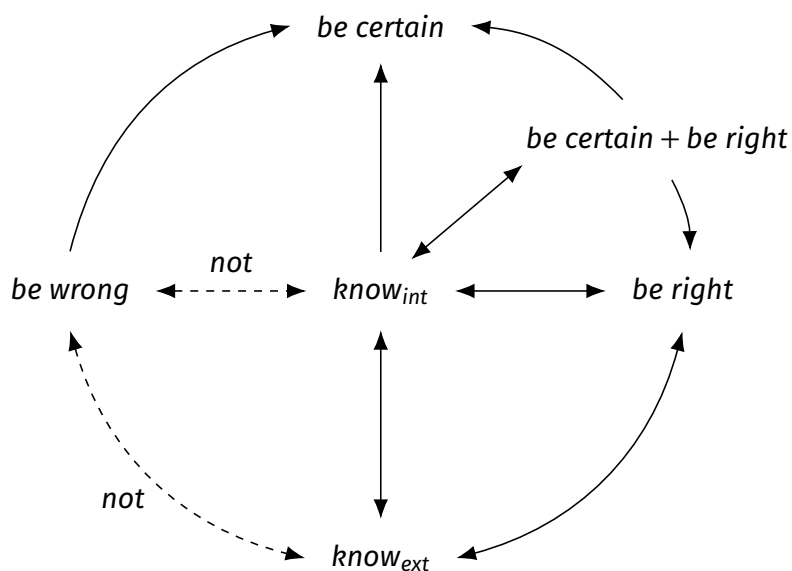 be certain
be certain + be right
not
be wrong
know_int
be right
not
know_ext